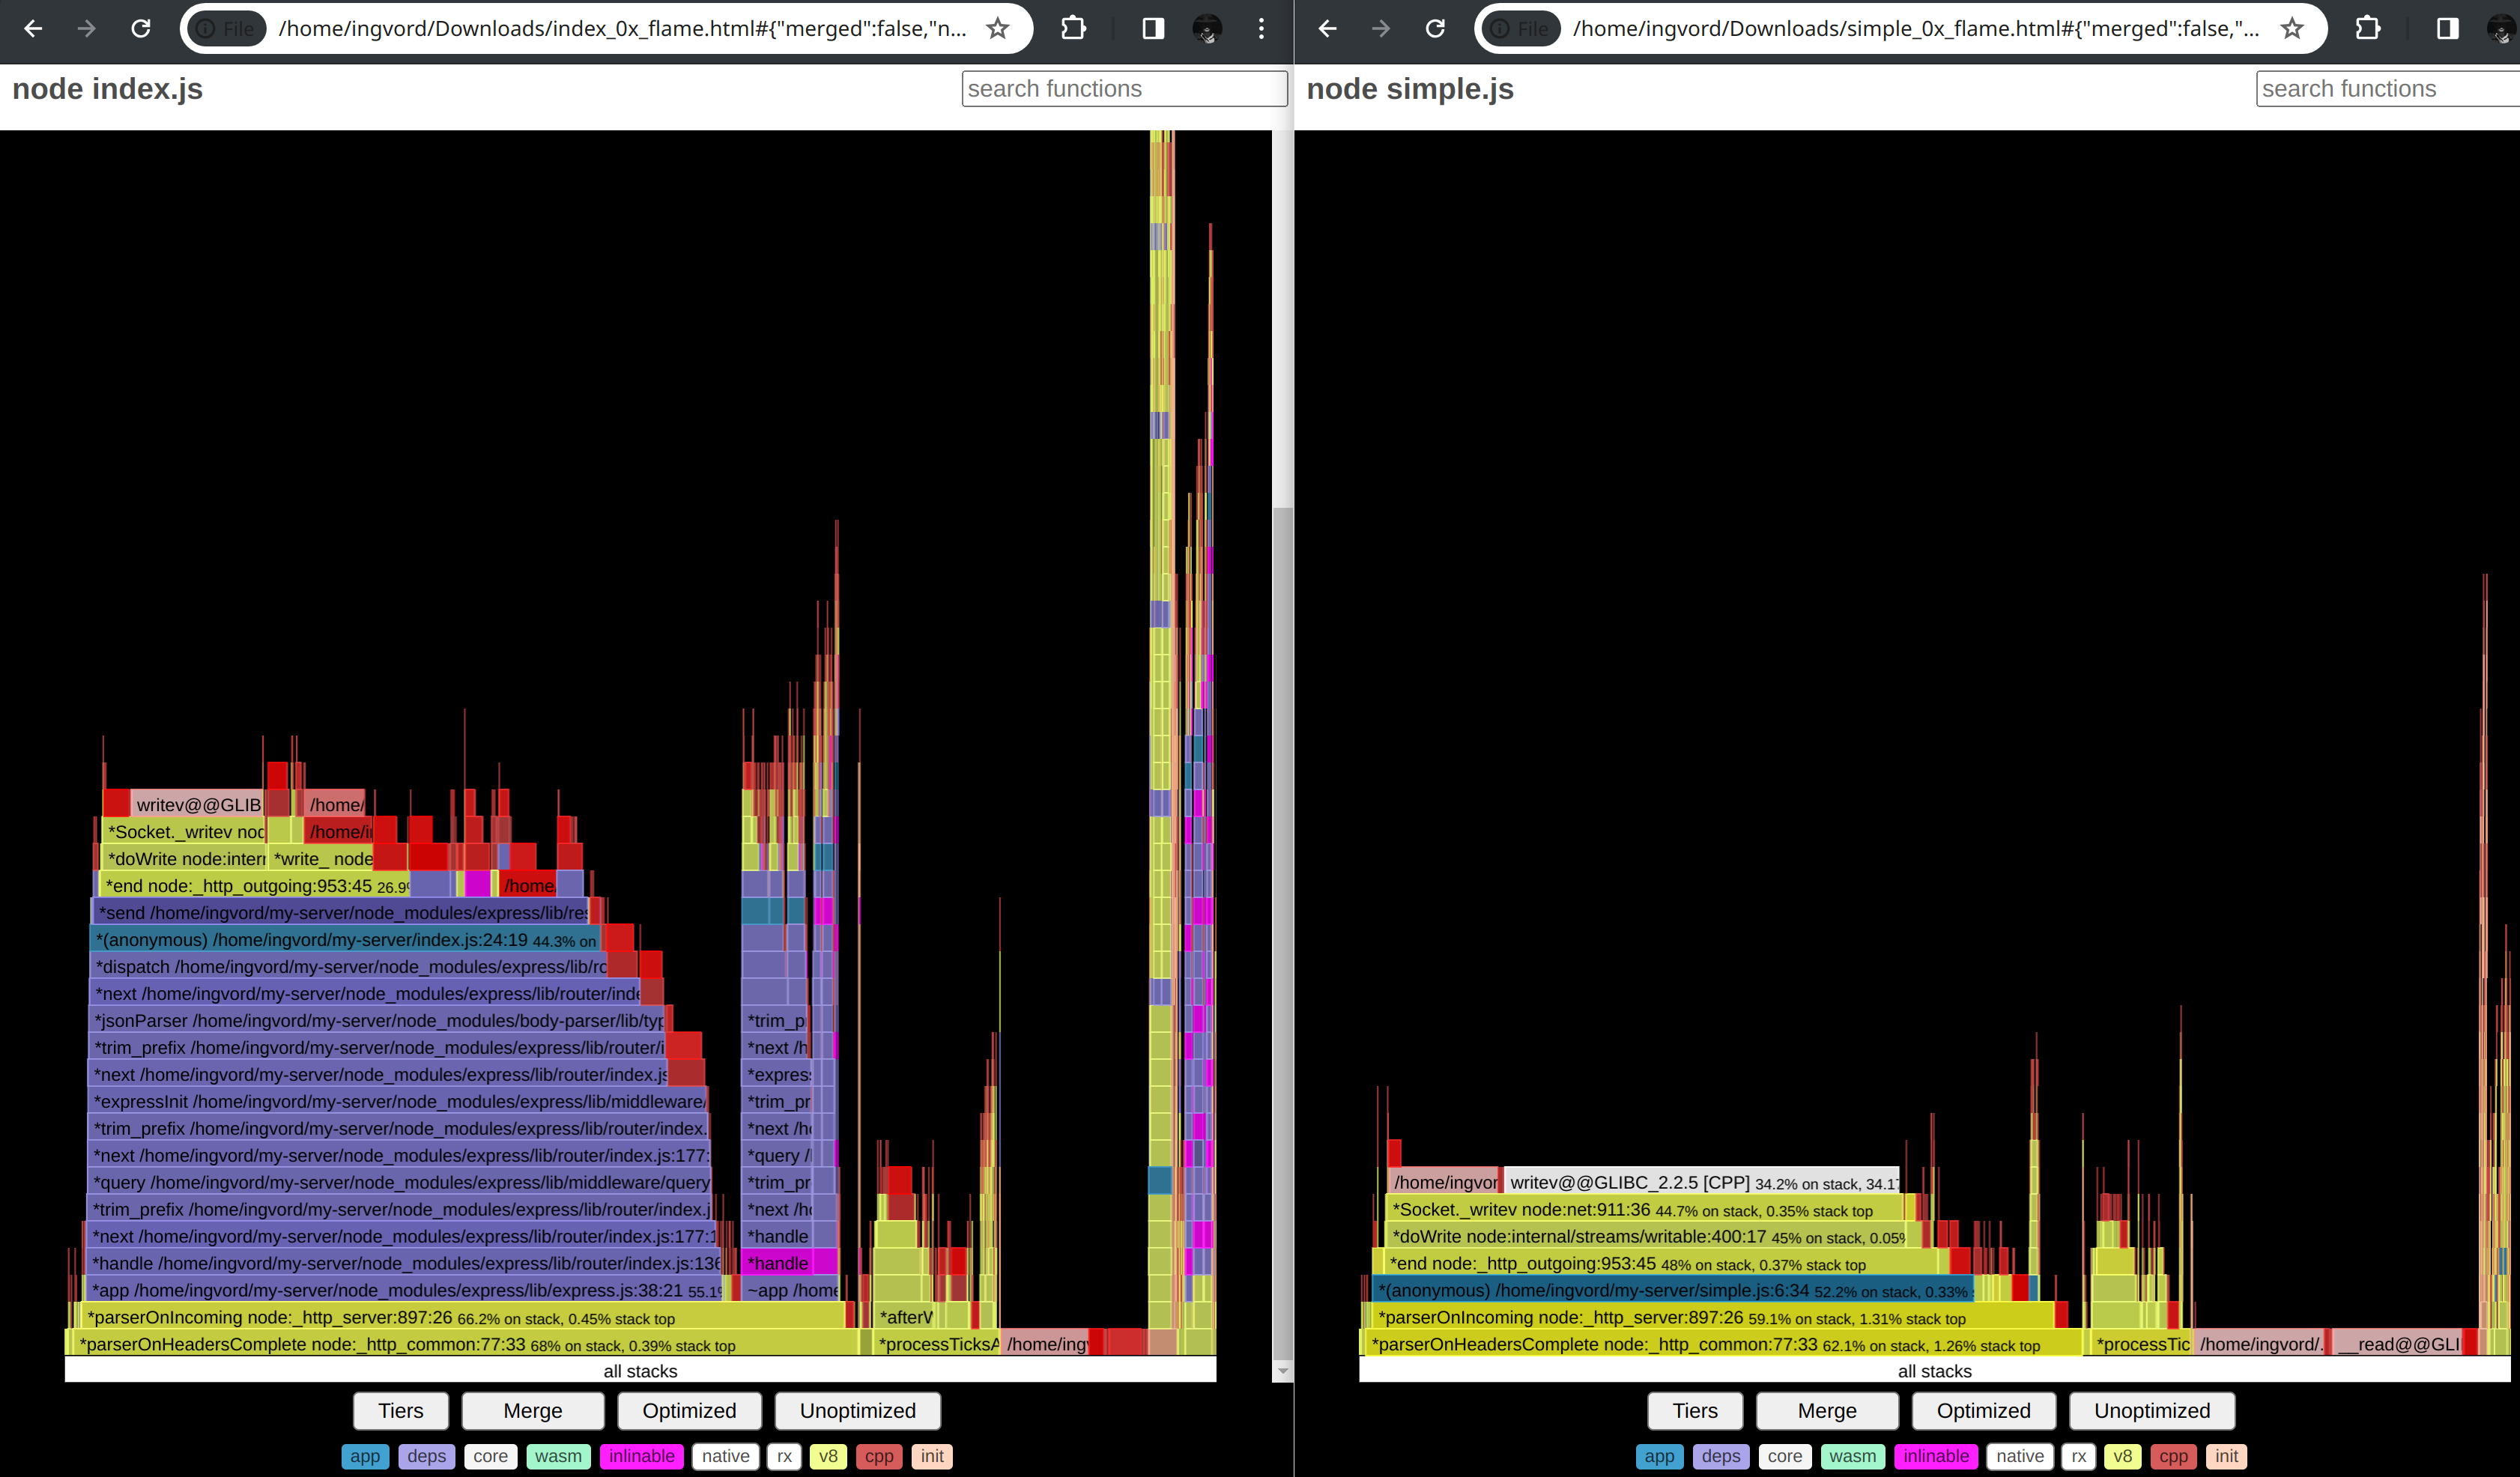 File /home/ingvord/Downloads/index_0x_flame.html#{"merged":false,"n...
node index.js
search functions
writev@@GLIB
/home/
*Socket._writev nod
/home/i
*doWrite node:inter
*write_ node
*end node:_http_outgoing:953:45 26.9
/home
*send /home/ingvord/my-server/node_modules/express/lib/res
*(anonymous) /home/ingvord/my-server/index.js:24:19 44.3% on
*dispatch /home/ingvord/my-server/node_modules/express/lib/ro
*next /home/ingvord/my-server/node_modules/express/lib/router/inde
*jsonParser /home/ingvord/my-server/node_modules/body-parser/lib/typ
*trim_p
*trim_prefix /home/ingvord/my-server/node_modules/express/lib/router/i
*next /h
*next /home/ingvord/my-server/node_modules/express/lib/router/index.js
*expres
*expressInit /home/ingvord/my-server/node_modules/express/lib/middleware/
*trim_pr
*trim_prefix /home/ingvord/my-server/node_modules/express/lib/router/index.
*next /h
*next /home/ingvord/my-server/node_modules/express/lib/router/index.js:177:
*query /
*query /home/ingvord/my-server/node_modules/express/lib/middleware/query
*trim_pr
*trim_prefix /home/ingvord/my-server/node_modules/express/lib/router/index.j
*next /h
*next /home/ingvord/my-server/node_modules/express/lib/router/index.js:177:1
*handle
*handle /home/ingvord/my-server/node_modules/express/lib/router/index.js:136
*handle
*app /home/ingvord/my-server/node_modules/express/lib/express.js:38:21 55.1
~app /home
*parserOnIncoming node:_http_server:897:26 66.2% on stack, 0.45% stack top
*afterW
*parserOnHeadersComplete node:_http_common:77:33 68% on stack, 0.39% stack top
*processTicksA
/home/ing
all stacks
Tiers
Merge
Optimized
Unoptimized
app
deps
core
wasm
inlinable
native
rx
v8
cpp
init
File /home/ingvord/Downloads/simple_0x_flame.html#{"merged":false,"...
node simple.js
search functions
/home/ingvor
writev@@GLIBC_2.2.5 [CPP] 34.2% on stack, 34.1
*Socket._writev node:net:911:36 44.7% on stack, 0.35% stack top
*doWrite node:internal/streams/writable:400:17 45% on stack, 0.05%
*end node:_http_outgoing:953:45 48% on stack, 0.37% stack top
*(anonymous) /home/ingvord/my-server/simple.js:6:34 52.2% on stack, 0.33%
*parserOnIncoming node:_http_server:897:26 59.1% on stack, 1.31% stack top
*parserOnHeadersComplete node:_http_common:77:33 62.1% on stack, 1.26% stack top
*processTic
/home/ingvord/.
__read@@GLI
all stacks
Tiers
Merge
Optimized
Unoptimized
app
deps
core
wasm
inlinable
native
rx
v8
cpp
init